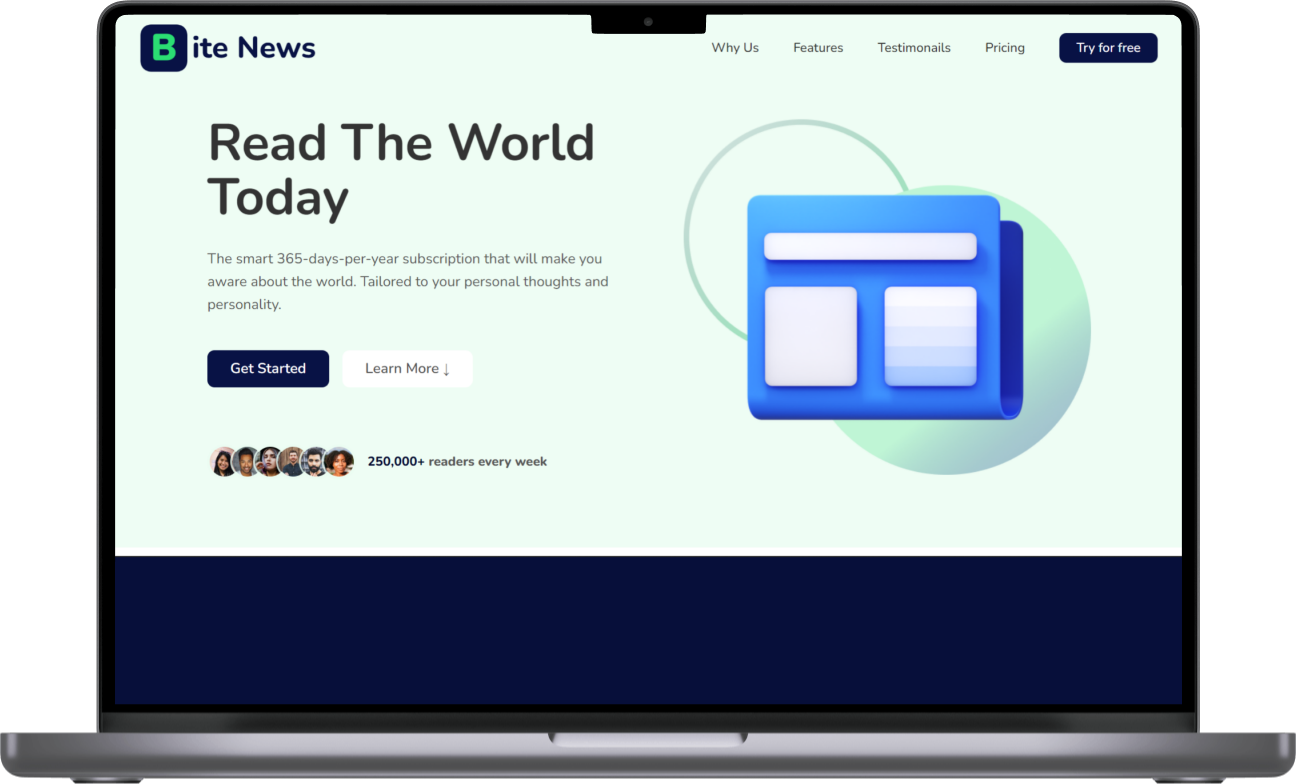 Bite News
Why Us
Features
Testimonails
Pricing
Try for free
Read The World
Today
The smart 365-days-per-year subscription that will make you
aware about the world. Tailored to your personal thoughts and
personality.
Get Started
Learn More ↓
250,000+ readers every week